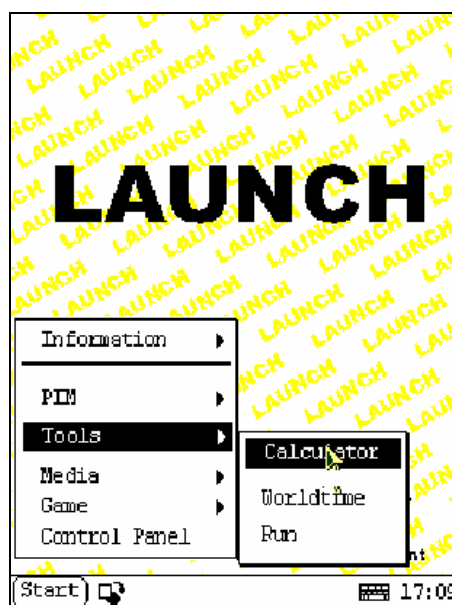 LAUNCH
Information
PIM
Tools
Media
Game
Control Panel
Calculator
Worldtime
Run
Start
17:09